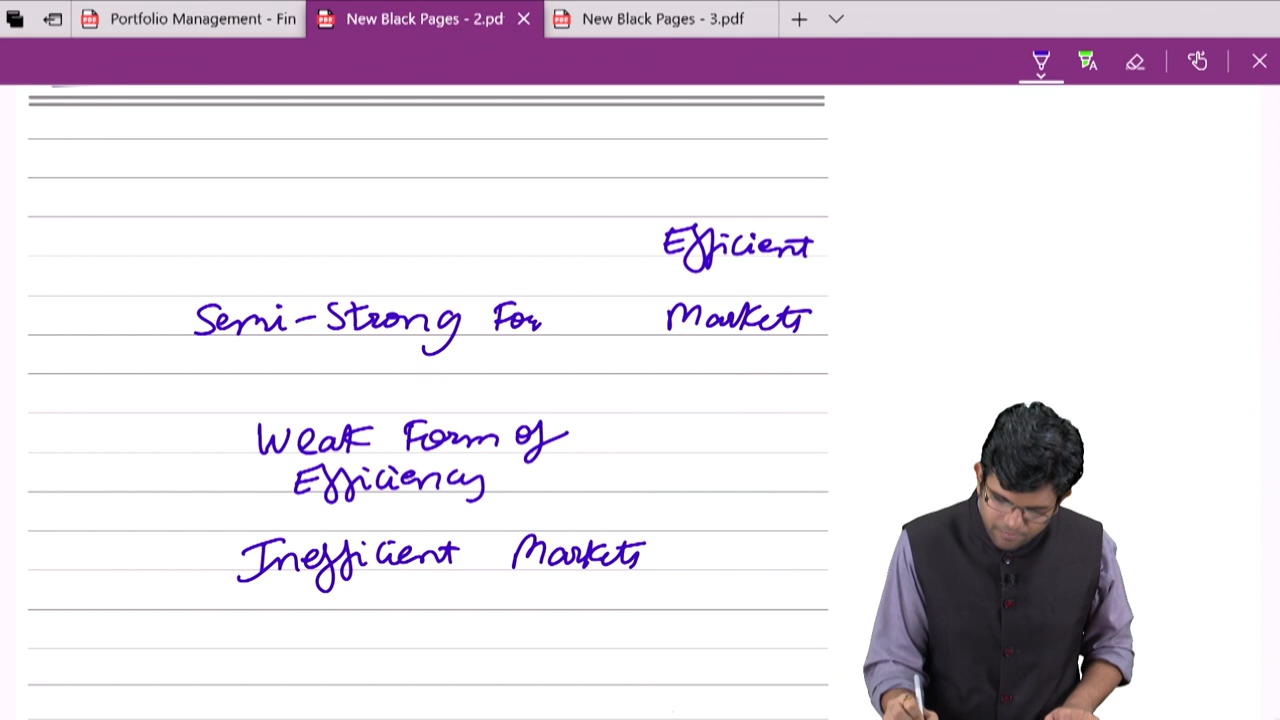 Portfolio Management - Fin
New Black Pages - 2.pd
New Black Pages - 3.pdf
Efficient
Semi-Strong For Markets
Weak Form of
Efficiency
Inefficient Markets